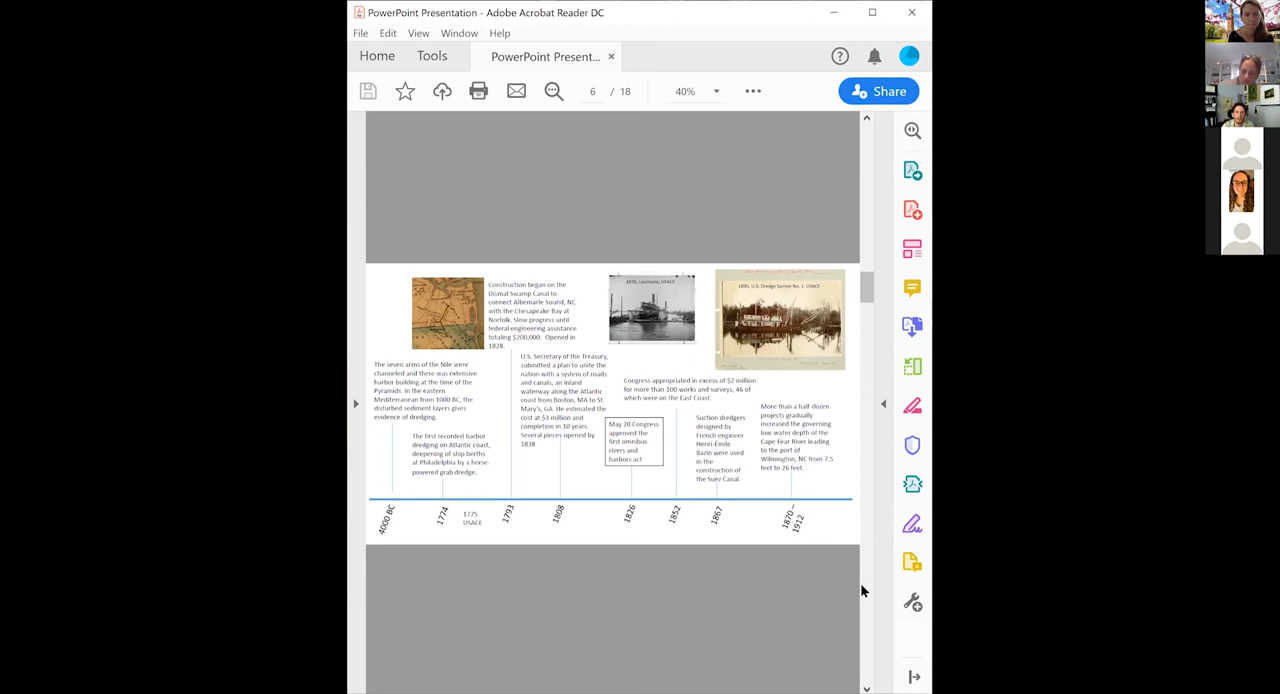 PowerPoint Presentation - Adobe Acrobat Reader DC
File Edit View Window Help
Home Tools PowerPoint Present... ×
6 / 18 40% Share
Construction began on the
Dismal Swamp Canal to
connect Albemarle Sound, NC
with the Chesapeake Bay at
Norfolk. Slow progress until
federal engineering assistance
totaling $200,000. Opened in
1828.
1870, Louisiana, USACE
1895, U.S. Dredge Santee No. 1 USACE
The seven arms of the Nile were
channeled and there was extensive
harbor building at the time of the
Pyramids. In the eastern
Mediterranean from 1000 BC, the
disturbed sediment layers gives
evidence of dredging.
The first recorded harbor
dredging on Atlantic coast,
deepening of ship berths
at Philadelphia by a horse-
powered grab dredge.
U.S. Secretary of the Treasury,
submitted a plan to unite the
nation with a system of roads
and canals, an inland
waterway along the Atlantic
coast from Boston, MA to St.
Mary's, GA. He estimated the
cost at $3 million and
completion in 10 years.
Several pieces opened by
1838
May 20 Congress
approved the
first omnibus
rivers and
harbors act
Congress appropriated in excess of $2 million
for more than 100 works and surveys, 46 of
which were on the East Coast.
Suction dredgers
designed by
French engineer
Henri-Émile
Bazin were used
in the
construction of
the Suez Canal.
More than a half-dozen
projects gradually
increased the governing
low-water depth of the
Cape Fear River leading
to the port of
Wilmington, NC from 7.5
feet to 26 feet.
4000 BC
1774
1775
USACE
1793
1808
1826
1852
1867
1870 –
1912